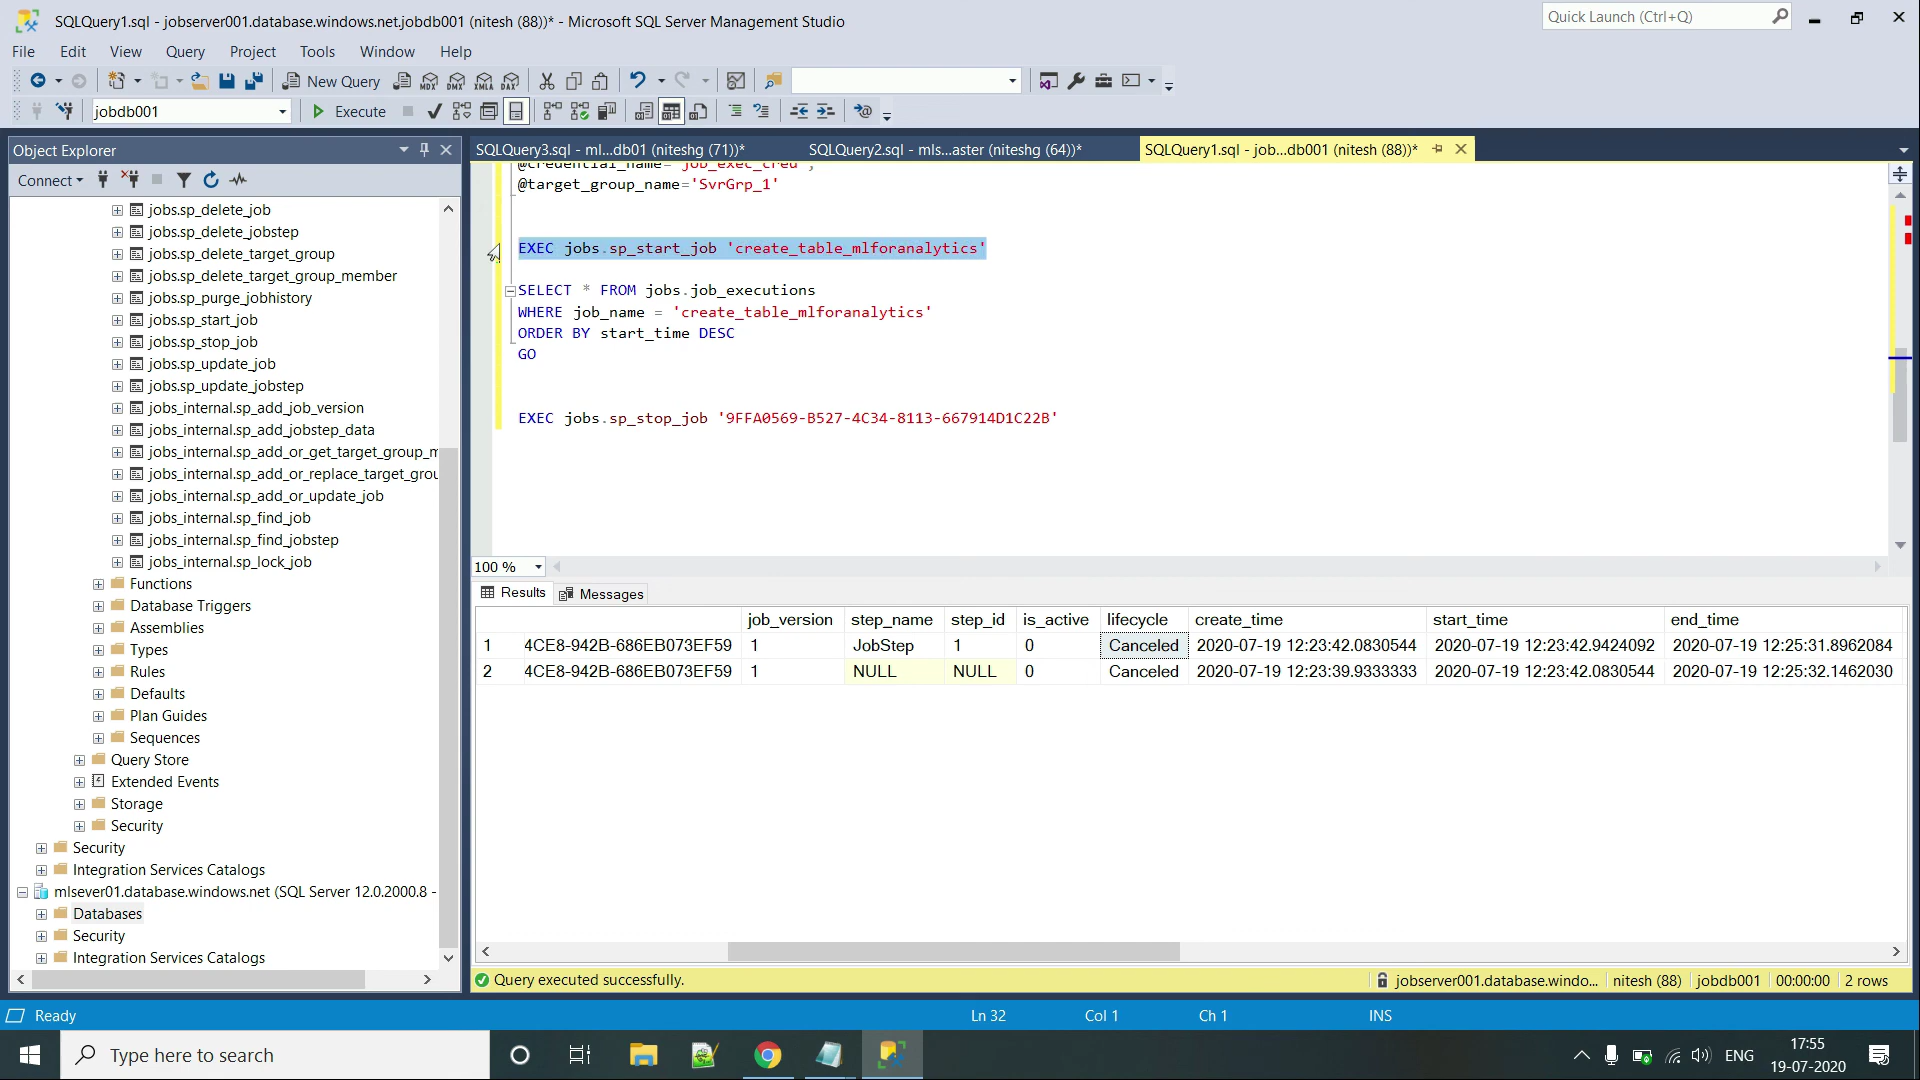 SQLQuery1.sql - jobserver001.database.windows.net.jobdb001 (nitesh (88))* - Microsoft SQL Server Management Studio
Quick Launch (Ctrl+Q)
File Edit View Query Project Tools Window Help
New Query
MDX DMX XMLA DAX
jobdb001
Execute
Object Explorer
SQLQuery3.sql - ml...db01 (niteshg (71))*
SQLQuery2.sql - mls...aster (niteshg (64))*
SQLQuery1.sql - job...db001 (nitesh (88))*
Connect
jobs.sp_delete_job
jobs.sp_delete_jobstep
jobs.sp_delete_target_group
jobs.sp_delete_target_group_member
jobs.sp_purge_jobhistory
jobs.sp_start_job
jobs.sp_stop_job
jobs.sp_update_job
jobs.sp_update_jobstep
jobs_internal.sp_add_job_version
jobs_internal.sp_add_jobstep_data
jobs_internal.sp_add_or_get_target_group_m
jobs_internal.sp_add_or_replace_target_grou
jobs_internal.sp_add_or_update_job
jobs_internal.sp_find_job
jobs_internal.sp_find_jobstep
jobs_internal.sp_lock_job
Functions
Database Triggers
Assemblies
Types
Rules
Defaults
Plan Guides
Sequences
Query Store
Extended Events
Storage
Security
Security
Integration Services Catalogs
mlsever01.database.windows.net (SQL Server 12.0.2000.8 -
Databases
Security
Integration Services Catalogs
@credential_name='job_exec_cred',
@target_group_name='SvrGrp_1'
EXEC jobs.sp_start_job 'create_table_mlforanalytics'
SELECT * FROM jobs.job_executions
WHERE job_name = 'create_table_mlforanalytics'
ORDER BY start_time DESC
GO
EXEC jobs.sp_stop_job '9FFA0569-B527-4C34-8113-667914D1C22B'
100 %
Results Messages
job_version step_name step_id is_active lifecycle create_time start_time end_time
1 4CE8-942B-686EB073EF59 1 JobStep 1 0 Canceled 2020-07-19 12:23:42.0830544 2020-07-19 12:23:42.9424092 2020-07-19 12:25:31.8962084
2 4CE8-942B-686EB073EF59 1 NULL NULL 0 Canceled 2020-07-19 12:23:39.9333333 2020-07-19 12:23:42.0830544 2020-07-19 12:25:32.1462030
Query executed successfully.
jobserver001.database.windo... nitesh (88) jobdb001 00:00:00 2 rows
Ready
Ln 32 Col 1 Ch 1 INS
Type here to search
ENG
17:55
19-07-2020